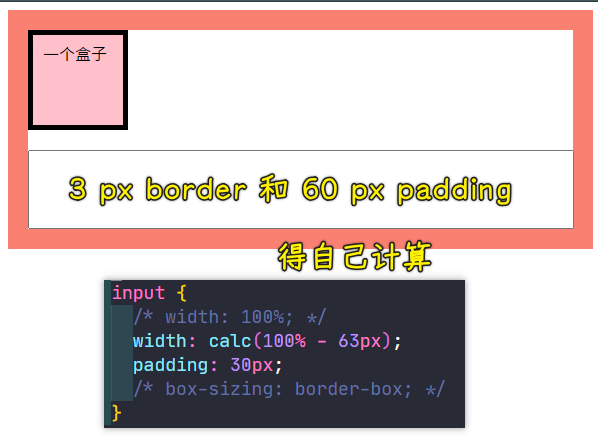 一个盒子
3 px border 和 60 px padding
得自己计算
input {
/* width: 100%; */
width: calc(100% - 63px);
padding: 30px;
/* box-sizing: border-box; */
}